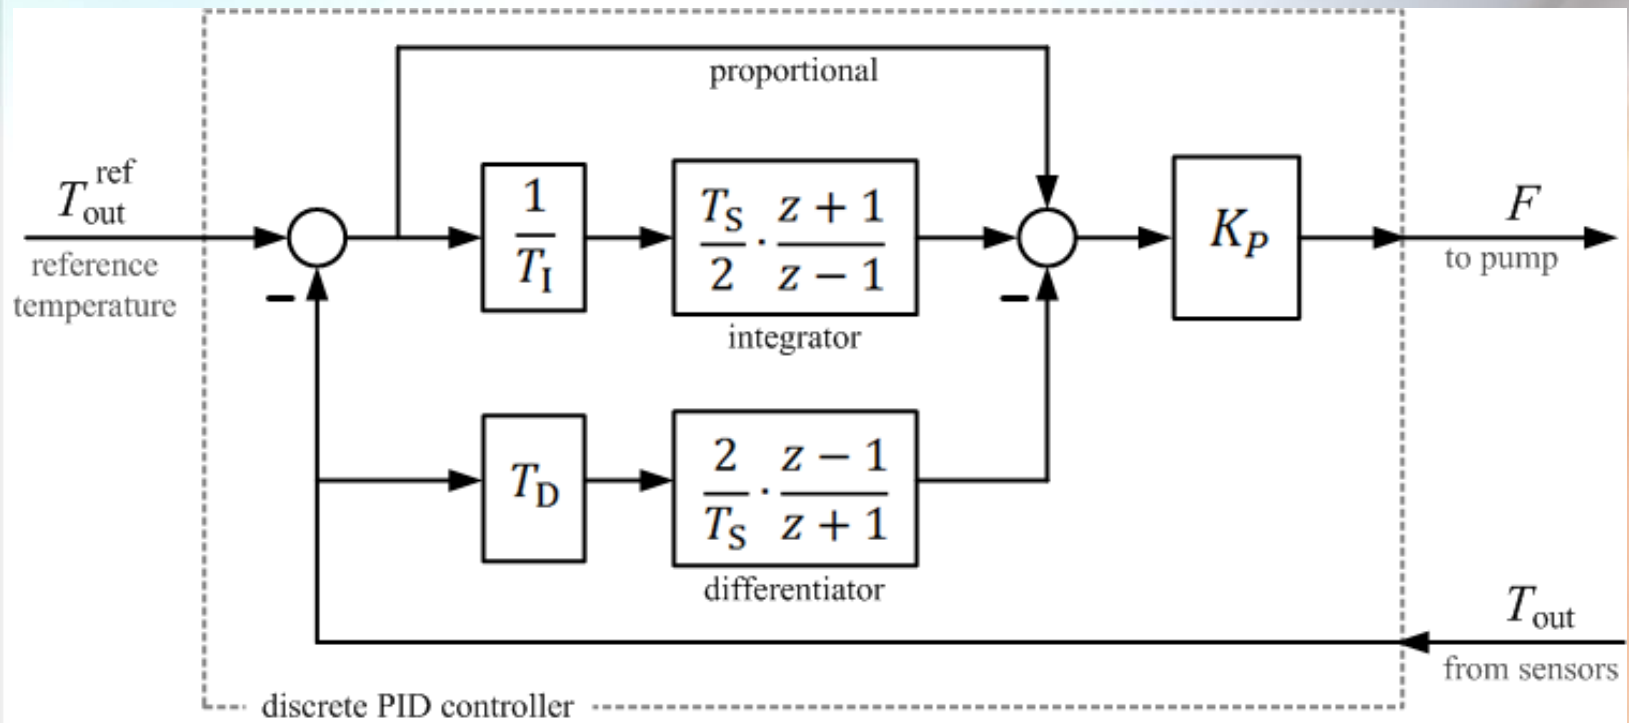 proportional
T_out^ref
reference
temperature
−
1/T_I
T_S/2 · (z + 1)/(z − 1)
integrator
−
K_P
F
to pump
T_D
2/T_S · (z − 1)/(z + 1)
differentiator
T_out
from sensors
discrete PID controller